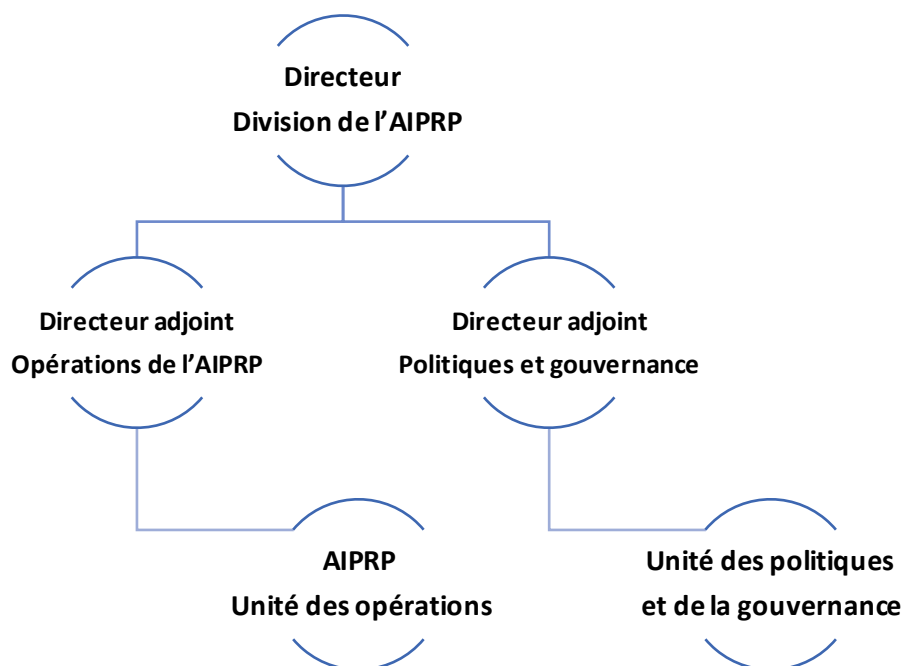 Directeur
Division de l'AIPRP
Directeur adjoint
Opérations de l'AIPRP
Directeur adjoint
Politiques et gouvernance
AIPRP
Unité des opérations
Unité des politiques
et de la gouvernance